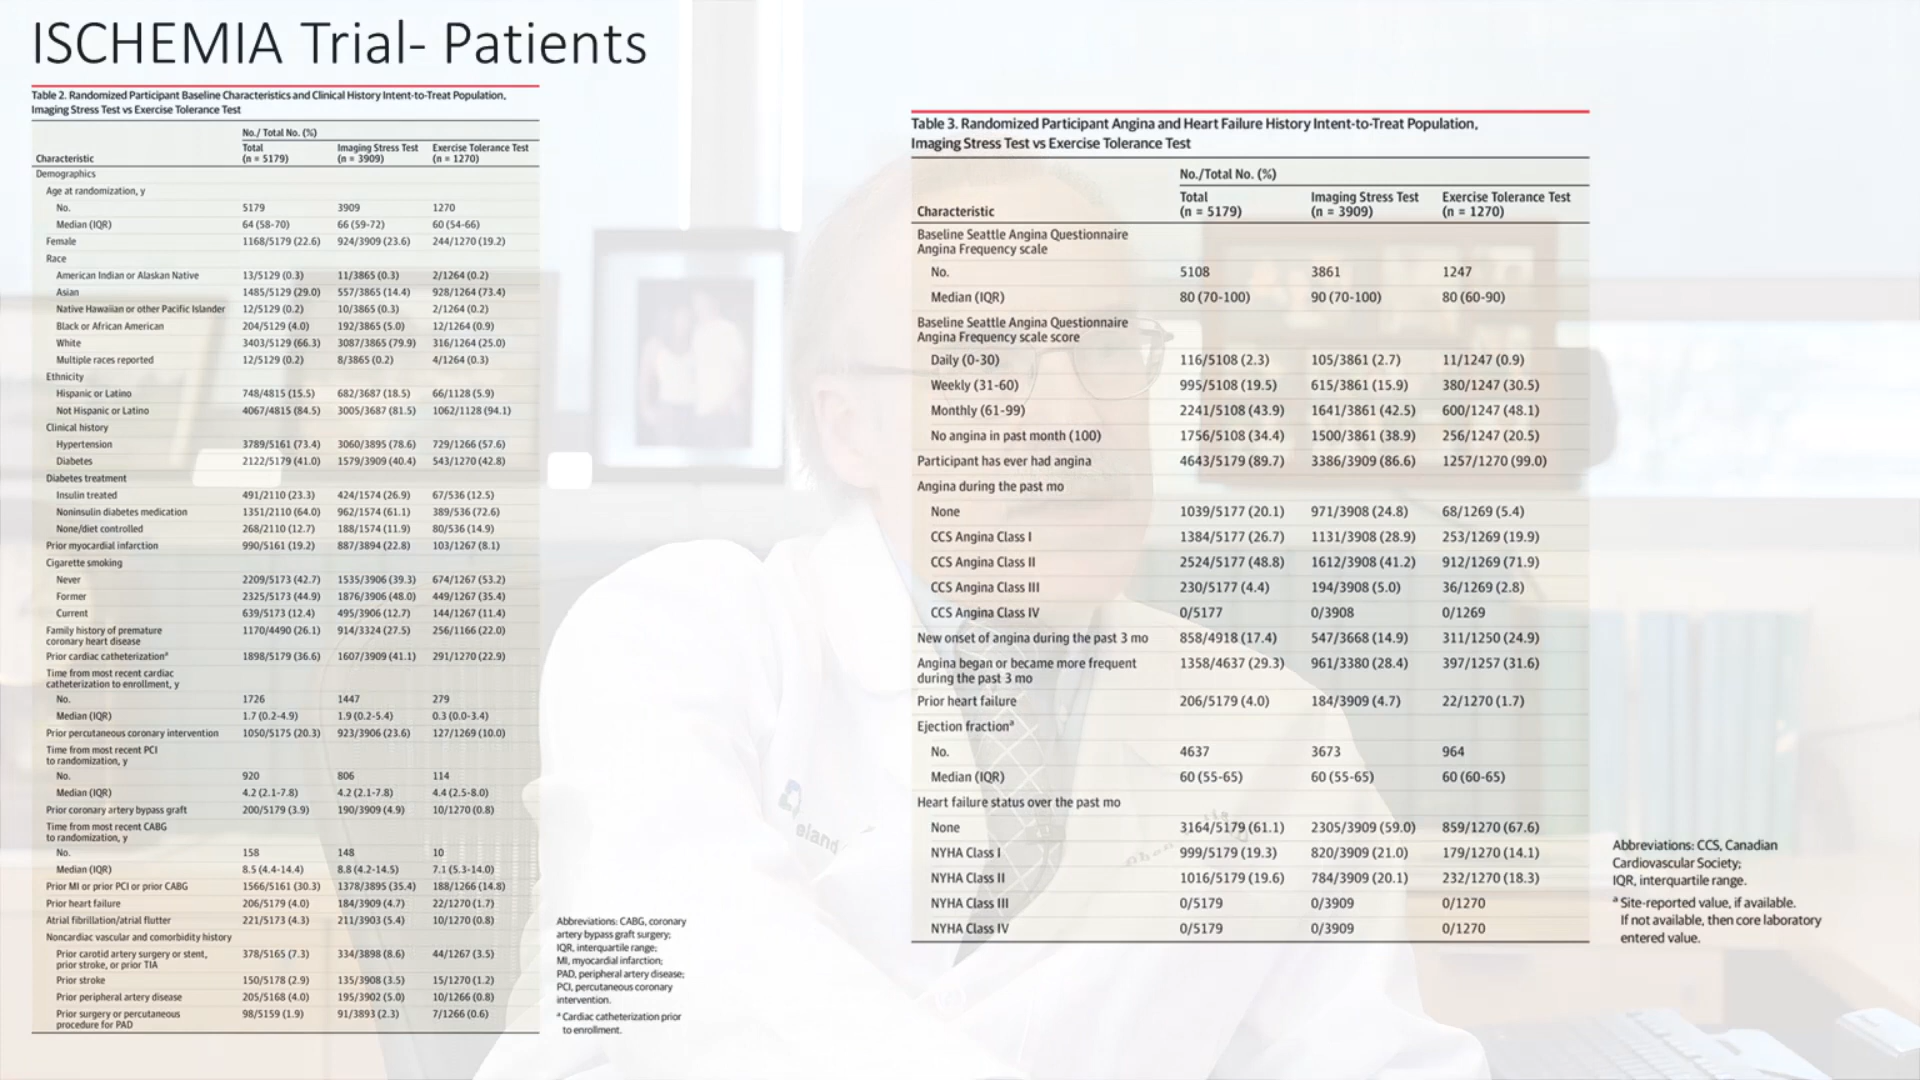 ISCHEMIA Trial- Patients
Table 2. Randomized Participant Baseline Characteristics and Clinical History Intent-to-Treat Population,
Imaging Stress Test vs Exercise Tolerance Test
No./ Total No. (%)
Characteristic Total (n = 5179) Imaging Stress Test (n = 3909) Exercise Tolerance Test (n = 1270)
Demographics
Age at randomization, y
No. 5179 3909 1270
Median (IQR) 64 (58-70) 66 (59-72) 60 (54-66)
Female 1168/5179 (22.6) 924/3909 (23.6) 244/1270 (19.2)
Race
American Indian or Alaskan Native 13/5129 (0.3) 11/3865 (0.3) 2/1264 (0.2)
Asian 1485/5129 (29.0) 557/3865 (14.4) 928/1264 (73.4)
Native Hawaiian or other Pacific Islander 12/5129 (0.2) 10/3865 (0.3) 2/1264 (0.2)
Black or African American 204/5129 (4.0) 192/3865 (5.0) 12/1264 (0.9)
White 3403/5129 (66.3) 3087/3865 (79.9) 316/1264 (25.0)
Multiple races reported 12/5129 (0.2) 8/3865 (0.2) 4/1264 (0.3)
Ethnicity
Hispanic or Latino 748/4815 (15.5) 682/3687 (18.5) 66/1128 (5.9)
Not Hispanic or Latino 4067/4815 (84.5) 3005/3687 (81.5) 1062/1128 (94.1)
Clinical history
Hypertension 3789/5161 (73.4) 3060/3895 (78.6) 729/1266 (57.6)
Diabetes 2122/5179 (41.0) 1579/3909 (40.4) 543/1270 (42.8)
Diabetes treatment
Insulin treated 491/2110 (23.3) 424/1574 (26.9) 67/536 (12.5)
Noninsulin diabetes medication 1351/2110 (64.0) 962/1574 (61.1) 389/536 (72.6)
None/diet controlled 268/2110 (12.7) 188/1574 (11.9) 80/536 (14.9)
Prior myocardial infarction 990/5161 (19.2) 887/3894 (22.8) 103/1267 (8.1)
Cigarette smoking
Never 2209/5173 (42.7) 1535/3906 (39.3) 674/1267 (53.2)
Former 2325/5173 (44.9) 1876/3906 (48.0) 449/1267 (35.4)
Current 639/5173 (12.4) 495/3906 (12.7) 144/1267 (11.4)
Family history of premature coronary heart disease 1170/4490 (26.1) 914/3324 (27.5) 256/1166 (22.0)
Prior cardiac catheterizationª 1898/5179 (36.6) 1607/3909 (41.1) 291/1270 (22.9)
Time from most recent cardiac
catheterization to enrollment, y
No. 1726 1447 279
Median (IQR) 1.7 (0.2-4.9) 1.9 (0.2-5.4) 0.3 (0.0-3.4)
Prior percutaneous coronary intervention 1050/5175 (20.3) 923/3906 (23.6) 127/1269 (10.0)
Time from most recent PCI
to randomization, y
No. 920 806 114
Median (IQR) 4.2 (2.1-7.8) 4.2 (2.1-7.8) 4.4 (2.5-8.0)
Prior coronary artery bypass graft 200/5179 (3.9) 190/3909 (4.9) 10/1270 (0.8)
Time from most recent CABG
to randomization, y
No. 158 148 10
Median (IQR) 8.5 (4.4-14.4) 8.8 (4.2-14.5) 7.1 (5.3-14.0)
Prior MI or prior PCI or prior CABG 1566/5161 (30.3) 1378/3895 (35.4) 188/1266 (14.8)
Prior heart failure 206/5179 (4.0) 184/3909 (4.7) 22/1270 (1.7)
Atrial fibrillation/atrial flutter 221/5173 (4.3) 211/3903 (5.4) 10/1270 (0.8)
Noncardiac vascular and comorbidity history
Prior carotid artery surgery or stent, prior stroke, or prior TIA 378/5165 (7.3) 334/3898 (8.6) 44/1267 (3.5)
Prior stroke 150/5178 (2.9) 135/3908 (3.5) 15/1270 (1.2)
Prior peripheral artery disease 205/5168 (4.0) 195/3902 (5.0) 10/1266 (0.8)
Prior surgery or percutaneous procedure for PAD 98/5159 (1.9) 91/3893 (2.3) 7/1266 (0.6)
Abbreviations: CABG, coronary
artery bypass graft surgery;
IQR, interquartile range;
MI, myocardial infarction;
PAD, peripheral artery disease;
PCI, percutaneous coronary
intervention.
ª Cardiac catheterization prior
to enrollment.
Table 3. Randomized Participant Angina and Heart Failure History Intent-to-Treat Population,
Imaging Stress Test vs Exercise Tolerance Test
No./Total No. (%)
Characteristic Total (n = 5179) Imaging Stress Test (n = 3909) Exercise Tolerance Test (n = 1270)
Baseline Seattle Angina Questionnaire
Angina Frequency scale
No. 5108 3861 1247
Median (IQR) 80 (70-100) 90 (70-100) 80 (60-90)
Baseline Seattle Angina Questionnaire
Angina Frequency scale score
Daily (0-30) 116/5108 (2.3) 105/3861 (2.7) 11/1247 (0.9)
Weekly (31-60) 995/5108 (19.5) 615/3861 (15.9) 380/1247 (30.5)
Monthly (61-99) 2241/5108 (43.9) 1641/3861 (42.5) 600/1247 (48.1)
No angina in past month (100) 1756/5108 (34.4) 1500/3861 (38.9) 256/1247 (20.5)
Participant has ever had angina 4643/5179 (89.7) 3386/3909 (86.6) 1257/1270 (99.0)
Angina during the past mo
None 1039/5177 (20.1) 971/3908 (24.8) 68/1269 (5.4)
CCS Angina Class I 1384/5177 (26.7) 1131/3908 (28.9) 253/1269 (19.9)
CCS Angina Class II 2524/5177 (48.8) 1612/3908 (41.2) 912/1269 (71.9)
CCS Angina Class III 230/5177 (4.4) 194/3908 (5.0) 36/1269 (2.8)
CCS Angina Class IV 0/5177 0/3908 0/1269
New onset of angina during the past 3 mo 858/4918 (17.4) 547/3668 (14.9) 311/1250 (24.9)
Angina began or became more frequent during the past 3 mo 1358/4637 (29.3) 961/3380 (28.4) 397/1257 (31.6)
Prior heart failure 206/5179 (4.0) 184/3909 (4.7) 22/1270 (1.7)
Ejection fractionª
No. 4637 3673 964
Median (IQR) 60 (55-65) 60 (55-65) 60 (60-65)
Heart failure status over the past mo
None 3164/5179 (61.1) 2305/3909 (59.0) 859/1270 (67.6)
NYHA Class I 999/5179 (19.3) 820/3909 (21.0) 179/1270 (14.1)
NYHA Class II 1016/5179 (19.6) 784/3909 (20.1) 232/1270 (18.3)
NYHA Class III 0/5179 0/3909 0/1270
NYHA Class IV 0/5179 0/3909 0/1270
Abbreviations: CCS, Canadian
Cardiovascular Society;
IQR, interquartile range.
ª Site-reported value, if available.
If not available, then core laboratory
entered value.